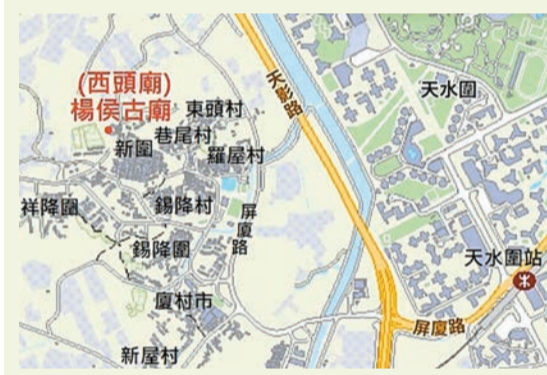 (西頭廟)
楊侯古廟
東頭村
巷尾村
新圍
羅屋村
祥降圍
錫降村
錫降圍
屏廈路
廈村市
新屋村
天影路
天水圍
天水圍站
屏廈路